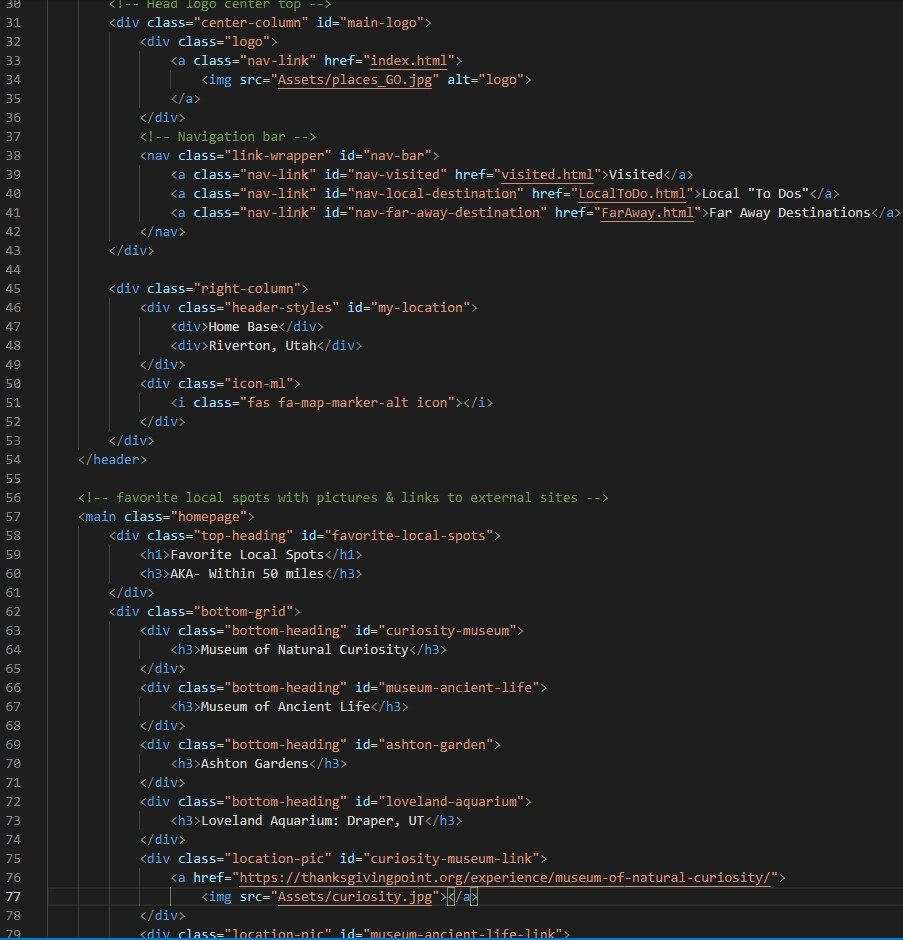 30 <!-- Head logo center top -->
31 <div class="center-column" id="main-logo">
32 <div class="logo">
33 <a class="nav-link" href="index.html">
34 <img src="Assets/places_GO.jpg" alt="logo">
35 </a>
36 </div>
37 <!-- Navigation bar -->
38 <nav class="link-wrapper" id="nav-bar">
39 <a class="nav-link" id="nav-visited" href="visited.html">Visited</a>
40 <a class="nav-link" id="nav-local-destination" href="LocalToDo.html">Local "To Dos"</a>
41 <a class="nav-link" id="nav-far-away-destination" href="FarAway.html">Far Away Destinations</a>
42 </nav>
43 </div>
44
45 <div class="right-column">
46 <div class="header-styles" id="my-location">
47 <div>Home Base</div>
48 <div>Riverton, Utah</div>
49 </div>
50 <div class="icon-ml">
51 <i class="fas fa-map-marker-alt icon"></i>
52 </div>
53 </div>
54 </header>
55
56 <!-- favorite local spots with pictures & links to external sites -->
57 <main class="homepage">
58 <div class="top-heading" id="favorite-local-spots">
59 <h1>Favorite Local Spots</h1>
60 <h3>AKA- Within 50 miles</h3>
61 </div>
62 <div class="bottom-grid">
63 <div class="bottom-heading" id="curiosity-museum">
64 <h3>Museum of Natural Curiosity</h3>
65 </div>
66 <div class="bottom-heading" id="museum-ancient-life">
67 <h3>Museum of Ancient Life</h3>
68 </div>
69 <div class="bottom-heading" id="ashton-garden">
70 <h3>Ashton Gardens</h3>
71 </div>
72 <div class="bottom-heading" id="loveland-aquarium">
73 <h3>Loveland Aquarium: Draper, UT</h3>
74 </div>
75 <div class="location-pic" id="curiosity-museum-link">
76 <a href="https://thanksgivingpoint.org/experience/museum-of-natural-curiosity/">
77 <img src="Assets/curiosity.jpg"></a>
78 </div>
79 <div class="location-pic" id="museum-ancient-life-link">